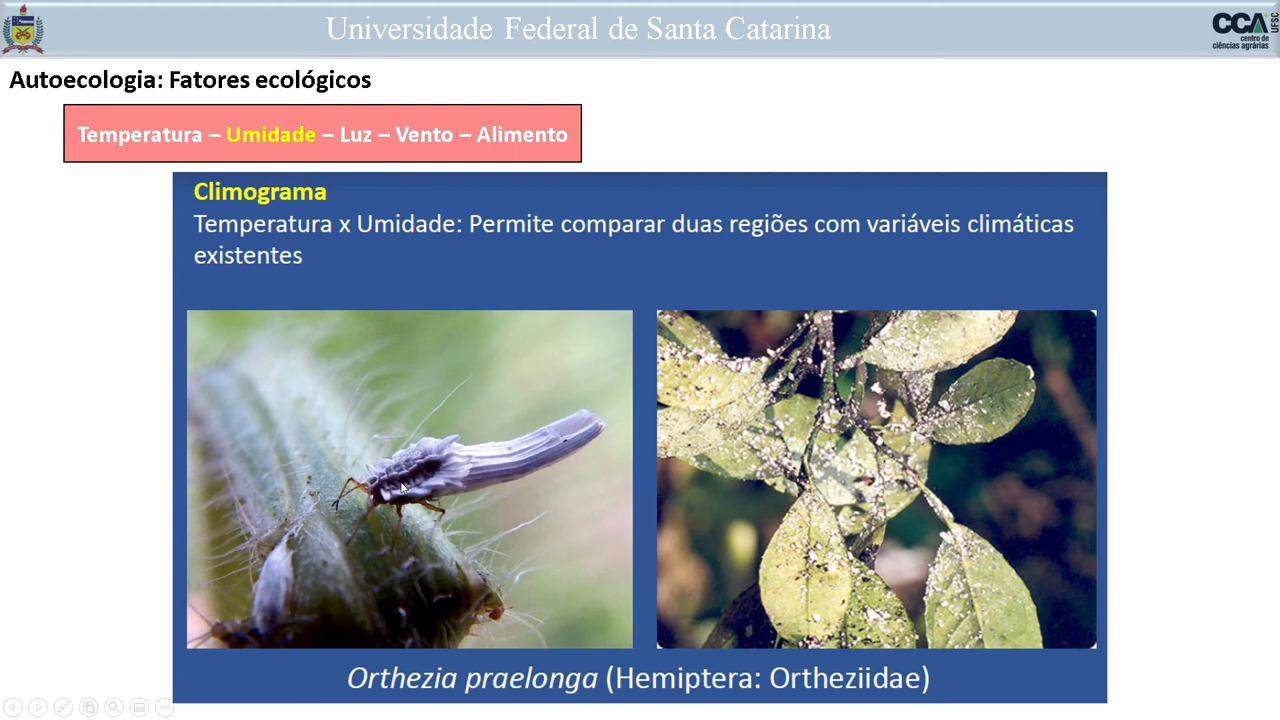 Universidade Federal de Santa Catarina
CCA UFSC
centro de
ciências agrárias
Autoecologia: Fatores ecológicos
Temperatura – Umidade – Luz – Vento – Alimento
Climograma
Temperatura x Umidade: Permite comparar duas regiões com variáveis climáticas
existentes
Orthezia praelonga (Hemiptera: Ortheziidae)